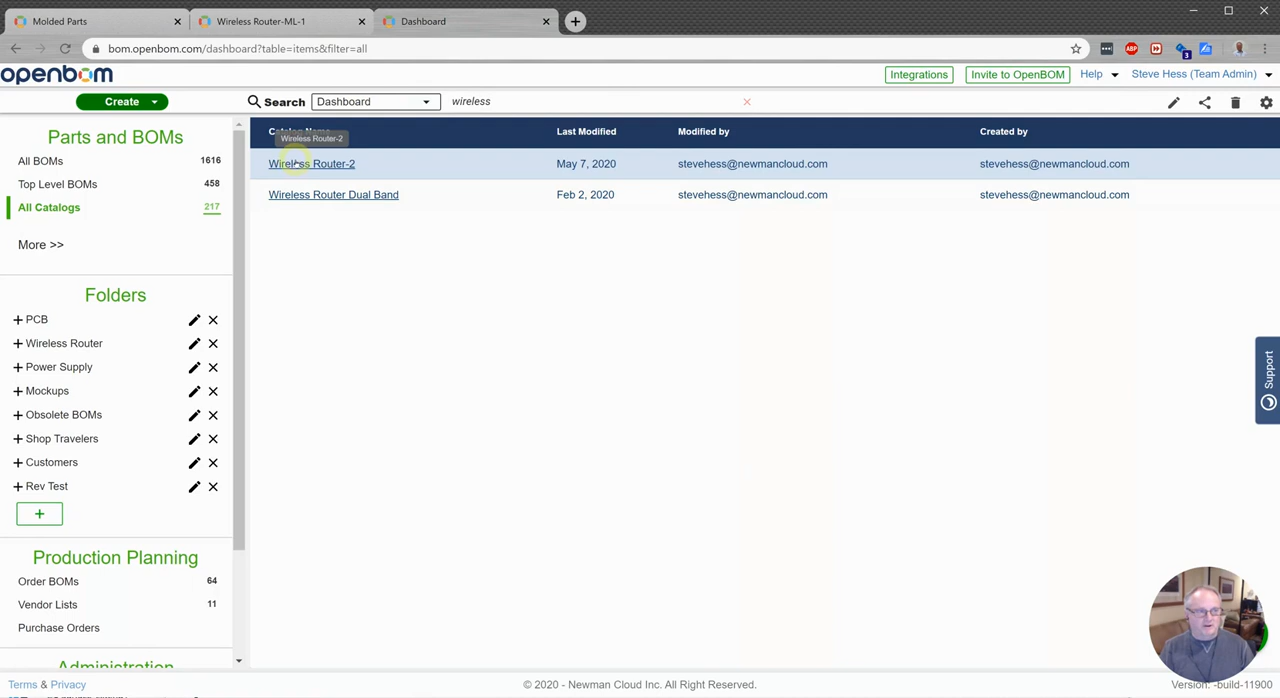 Molded Parts
Wireless Router-ML-1
Dashboard
bom.openbom.com/dashboard?table=items&filter=all
ABP
3
openbom
Integrations
Invite to OpenBOM
Help
Steve Hess (Team Admin)
Create
Search
Dashboard
wireless
Parts and BOMs
All BOMs 1616
Top Level BOMs 458
All Catalogs 217
More >>
Folders
PCB
Wireless Router
Power Supply
Mockups
Obsolete BOMs
Shop Travelers
Customers
Rev Test
+
Production Planning
Order BOMs 64
Vendor Lists 11
Purchase Orders
Administration
Catalog Name Last Modified Modified by Created by
Wireless Router-2
Wireless Router-2 May 7, 2020 stevehess@newmancloud.com stevehess@newmancloud.com
Wireless Router Dual Band Feb 2, 2020 stevehess@newmancloud.com stevehess@newmancloud.com
Support
Terms & Privacy
© 2020 - Newman Cloud Inc. All Right Reserved.
Version: -build-11900